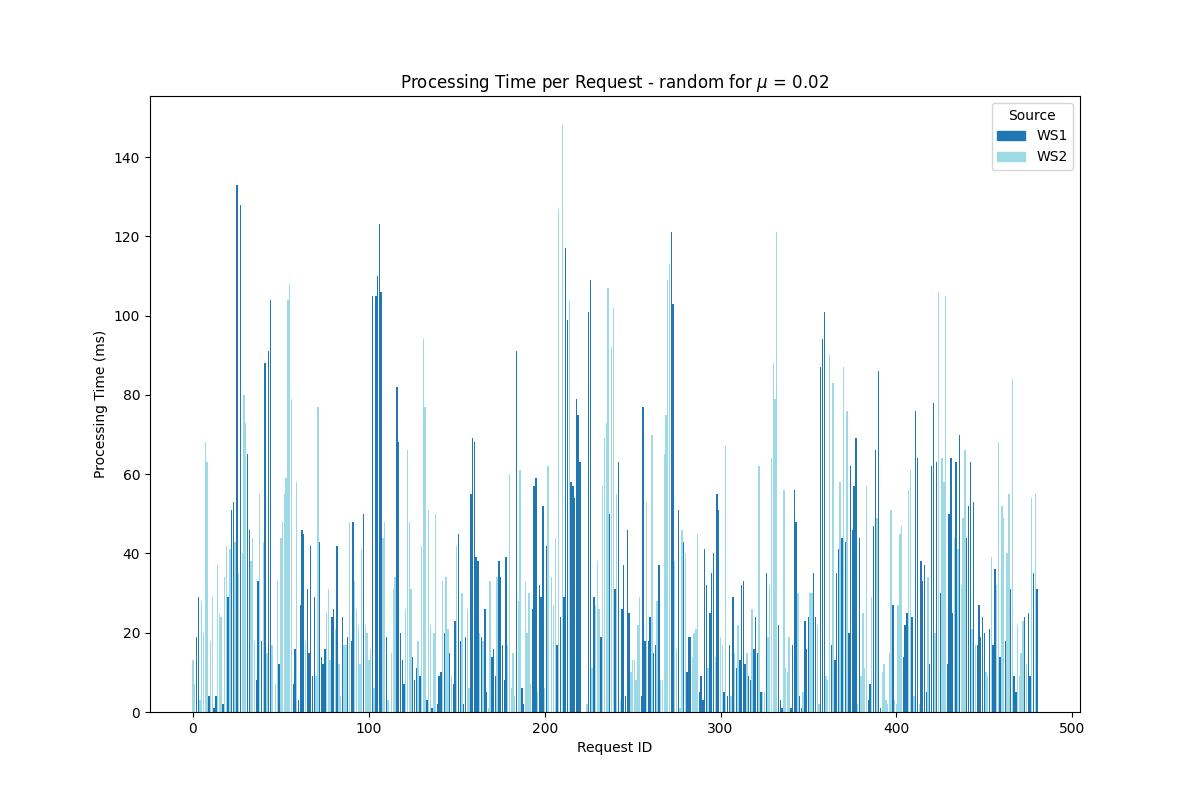 Processing Time per Request - random for μ = 0.02
Source
WS1
WS2
140
120
100
80
60
40
20
0
Processing Time (ms)
0 100 200 300 400 500
Request ID